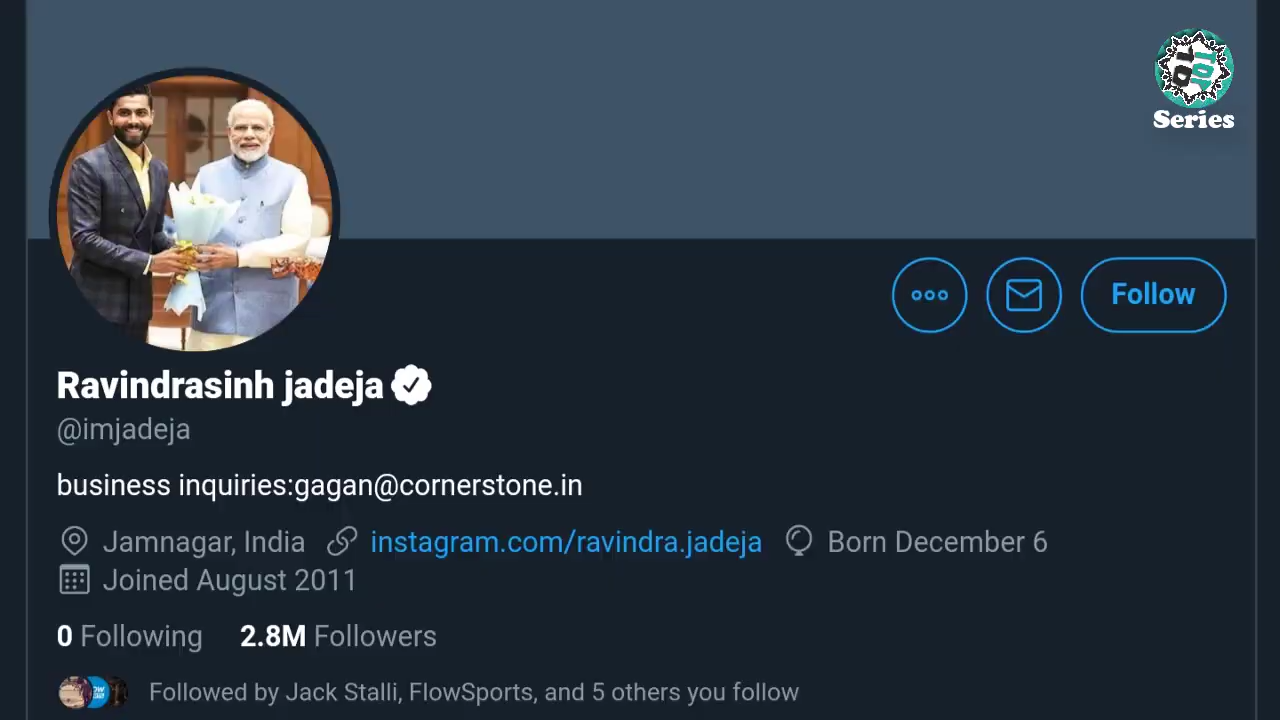 Series
Follow
Ravindrasinh jadeja
@imjadeja
business inquiries:gagan@cornerstone.in
Jamnagar, India instagram.com/ravindra.jadeja Born December 6
Joined August 2011
0 Following 2.8M Followers
Followed by Jack Stalli, FlowSports, and 5 others you follow